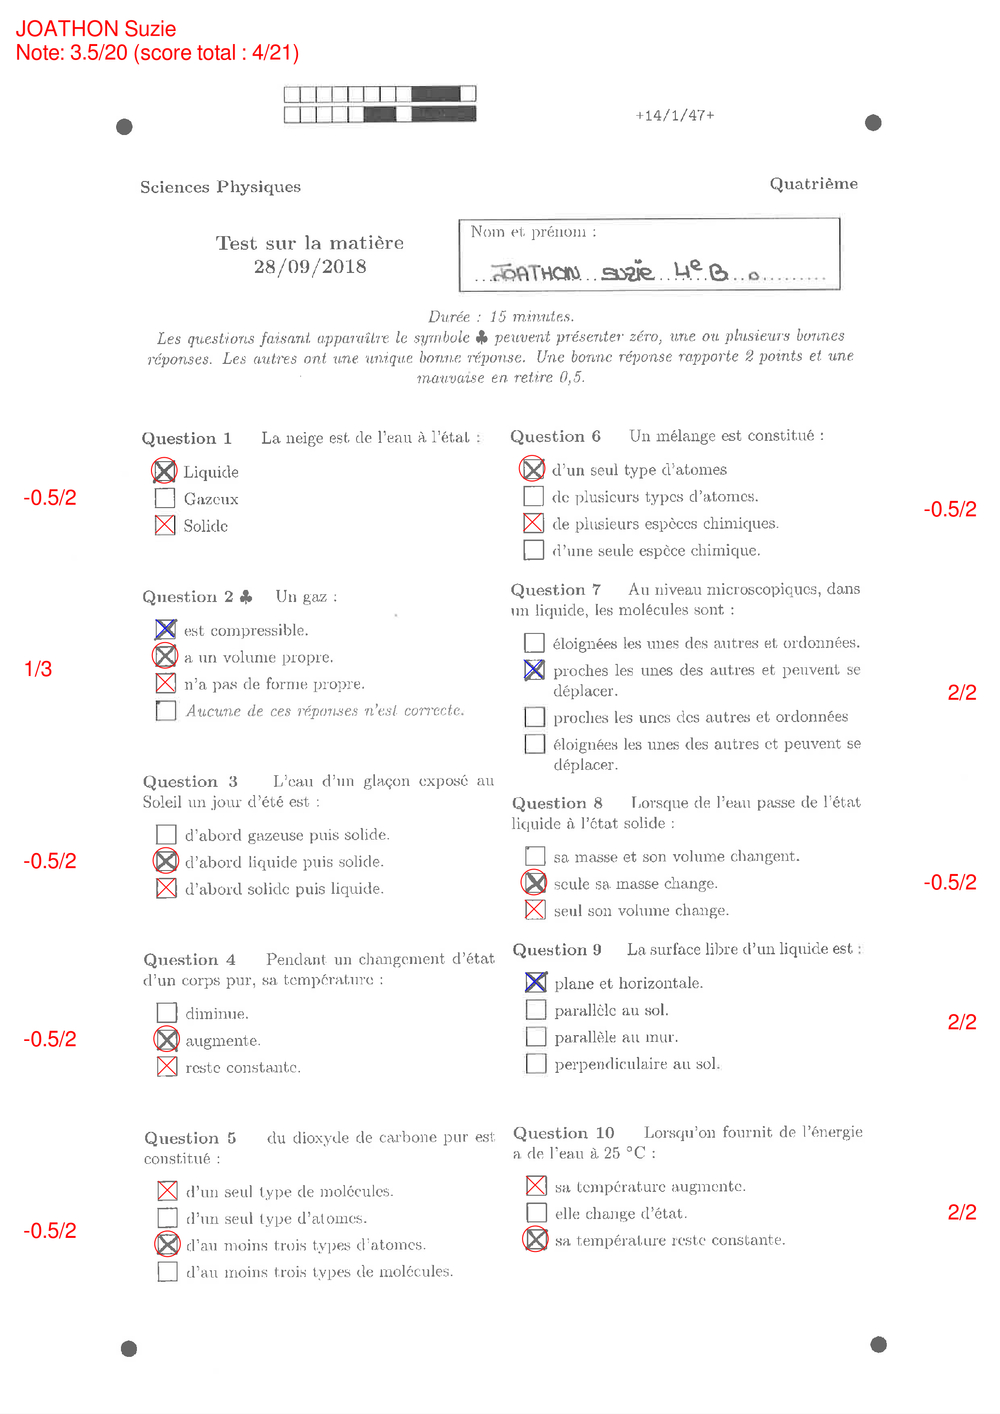 JOATHON Suzie
Note: 3.5/20 (score total : 4/21)
+14/1/47+
Sciences Physiques
Quatrième
Test sur la matière
28/09/2018
Nom et prénom :
JOATHON Suzie 4e B
Durée : 15 minutes.
Les questions faisant apparaître le symbole ♣ peuvent présenter zéro, une ou plusieurs bonnes
réponses. Les autres ont une unique bonne réponse. Une bonne réponse rapporte 2 points et une
mauvaise en retire 0,5.
Question 1 La neige est de l'eau à l'état :
Liquide
Gazeux
Solide
-0.5/2
Question 2 ♣ Un gaz :
est compressible.
a un volume propre.
n'a pas de forme propre.
Aucune de ces réponses n'est correcte.
1/3
Question 3 L'eau d'un glaçon exposé au
Soleil un jour d'été est :
d'abord gazeuse puis solide.
d'abord liquide puis solide.
d'abord solide puis liquide.
-0.5/2
Question 4 Pendant un changement d'état
d'un corps pur, sa température :
diminue.
augmente.
reste constante.
-0.5/2
Question 5 du dioxyde de carbone pur est
constitué :
d'un seul type de molécules.
d'un seul type d'atomes.
d'au moins trois types d'atomes.
d'au moins trois types de molécules.
-0.5/2
Question 6 Un mélange est constitué :
d'un seul type d'atomes
de plusieurs types d'atomes.
de plusieurs espèces chimiques.
d'une seule espèce chimique.
-0.5/2
Question 7 Au niveau microscopiques, dans
un liquide, les molécules sont :
éloignées les unes des autres et ordonnées.
proches les unes des autres et peuvent se
déplacer.
proches les unes des autres et ordonnées
éloignées les unes des autres et peuvent se
déplacer.
2/2
Question 8 Lorsque de l'eau passe de l'état
liquide à l'état solide :
sa masse et son volume changent.
seule sa masse change.
seul son volume change.
-0.5/2
Question 9 La surface libre d'un liquide est :
plane et horizontale.
parallèle au sol.
parallèle au mur.
perpendiculaire au sol.
2/2
Question 10 Lorsqu'on fournit de l'énergie
a de l'eau à 25 °C :
sa température augmente.
elle change d'état.
sa température reste constante.
2/2